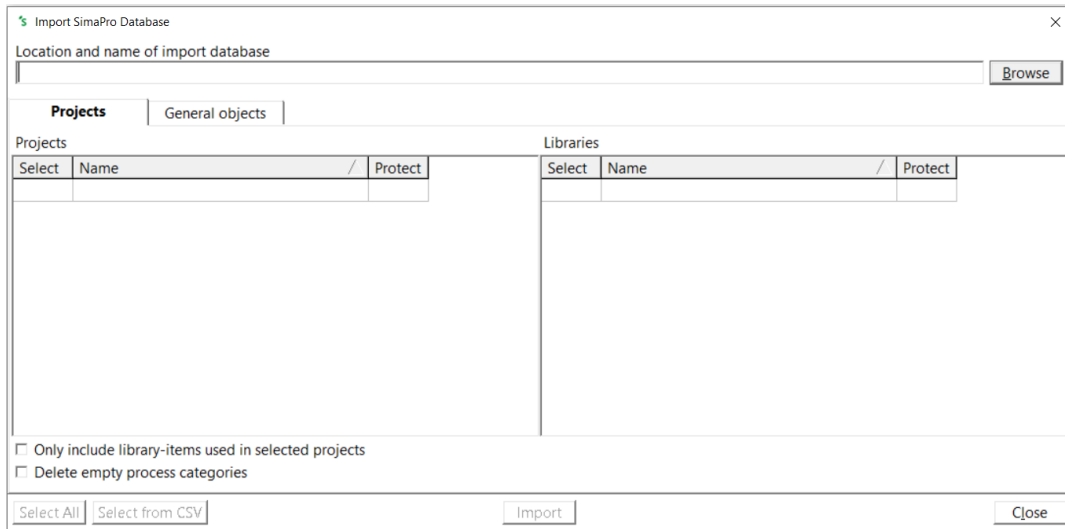 Import SimaPro Database
Location and name of import database
Browse
Projects General objects
Projects Libraries
Select Name Protect Select Name Protect
Only include library-items used in selected projects
Delete empty process categories
Select All Select from CSV Import Close